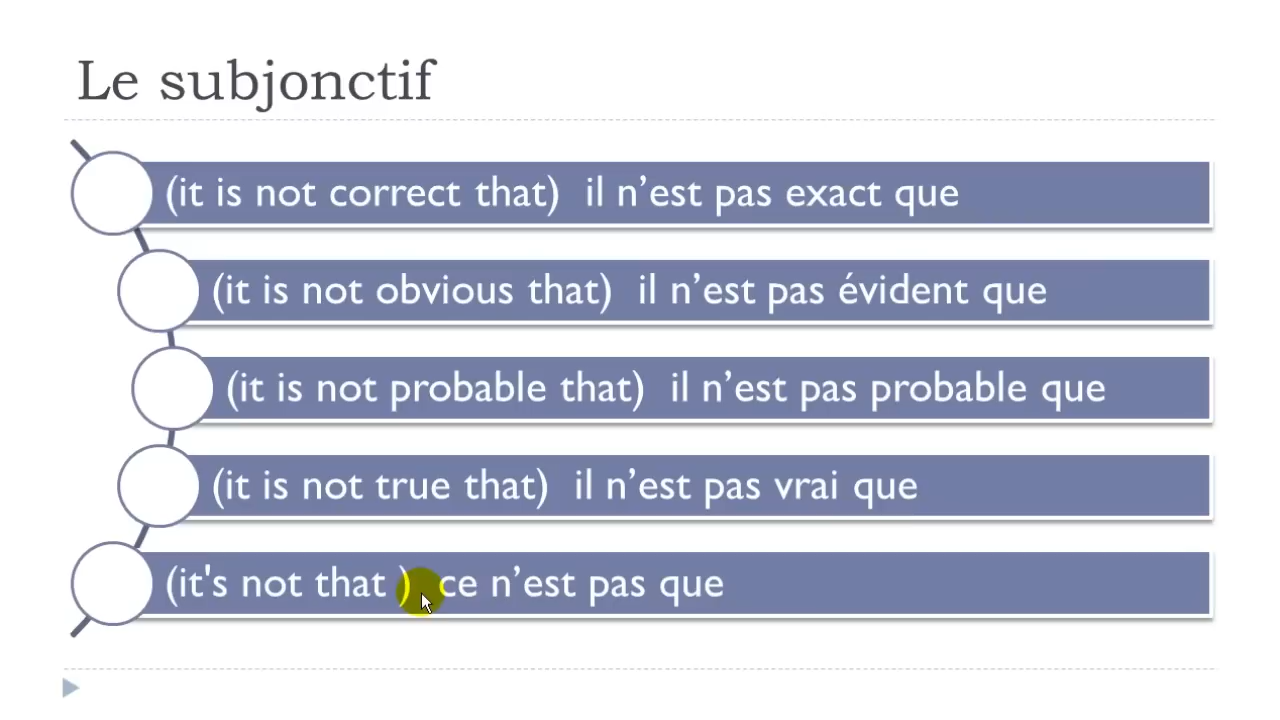 Le subjonctif
(it is not correct that)  il n’est pas exact que
(it is not obvious that)  il n’est pas évident que
(it is not probable that)  il n’est pas probable que
(it is not true that)  il n’est pas vrai que
(it's not that )  ce n’est pas que